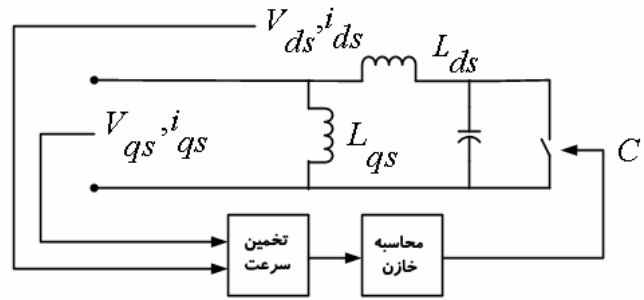 V_ds, i_ds
L_ds
V_qs, i_qs
L_qs
C
تخمین
سرعت
محاسبه
خازن